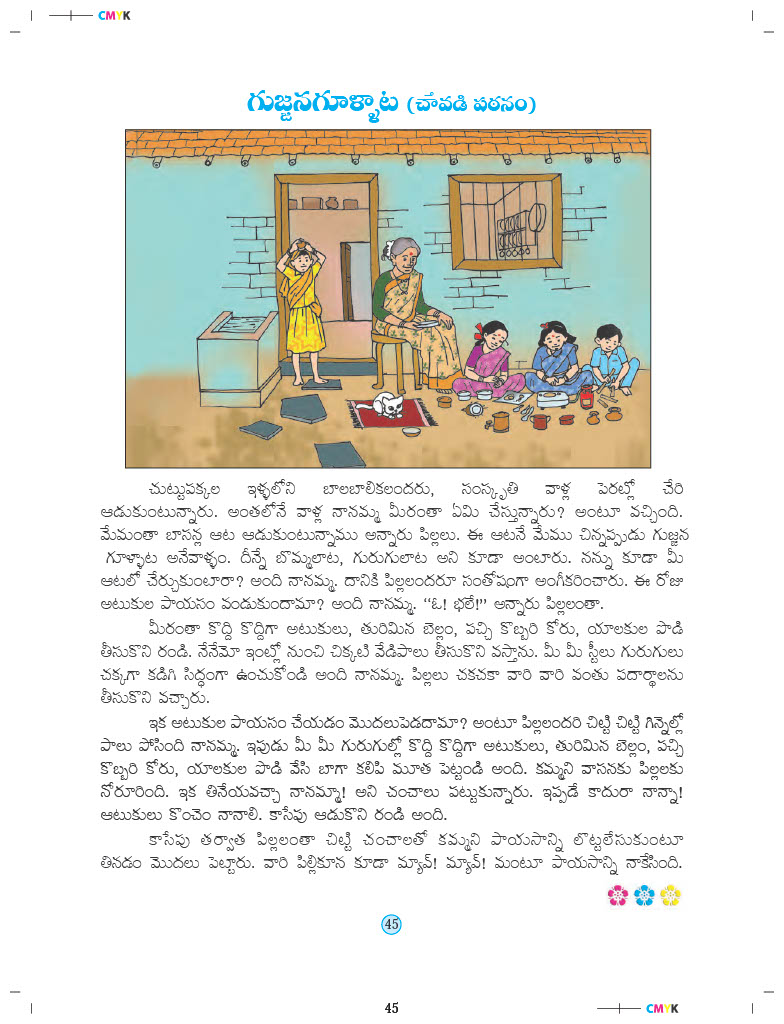 CMYK
గుజ్జనగూళ్ళాట (చావడి పఠనం)
చుట్టుపక్కల ఇళ్ళలోని బాలబాలికలందరు, సంస్కృతి వాళ్ల పెరట్లో చేరి
ఆడుకుంటున్నారు. అంతలోనే వాళ్ల నానమ్మ మీరంతా ఏమి చేస్తున్నారు? అంటూ వచ్చింది.
మేమంతా బాసన్ల ఆట ఆడుకుంటున్నాము అన్నారు పిల్లలు. ఈ ఆటనే మేము చిన్నప్పుడు గుజ్జన
గూళ్ళాట అనేవాళ్ళం. దీన్నే బొమ్మలాట, గురుగులాట అని కూడా అంటారు. నన్ను కూడా మీ
ఆటలో చేర్చుకుంటారా? అంది నానమ్మ. దానికి పిల్లలందరూ సంతోషంగా అంగీకరించారు. ఈ రోజు
అటుకుల పాయసం వండుకుందామా? అంది నానమ్మ. “ఓ! భలే!” అన్నారు పిల్లలంతా.
మీరంతా కొద్ది కొద్దిగా అటుకులు, తురిమిన బెల్లం, పచ్చి కొబ్బరి కోరు, యాలకుల పొడి
తీసుకొని రండి. నేనేమో ఇంట్లో నుంచి చిక్కటి వేడిపాలు తీసుకొని వస్తాను. మీ మీ స్టీలు గురుగులు
చక్కగా కడిగి సిద్ధంగా ఉంచుకోండి అంది నానమ్మ. పిల్లలు చకచకా వారి వారి వంతు పదార్థాలను
తీసుకొని వచ్చారు.
ఇక అటుకుల పాయసం చేయడం మొదలుపెడదామా? అంటూ పిల్లలందరి చిట్టి చిట్టి గిన్నెల్లో
పాలు పోసింది నానమ్మ. ఇపుడు మీ మీ గురుగుల్లో కొద్ది కొద్దిగా అటుకులు, తురిమిన బెల్లం, పచ్చి
కొబ్బరి కోరు, యాలకుల పొడి వేసి బాగా కలిపి మూత పెట్టండి అంది. కమ్మని వాసనకు పిల్లలకు
నోరూరింది. ఇక తినేయవచ్చా నానమ్మా! అని చంచాలు పట్టుకున్నారు. ఇప్పడే కాదురా నాన్నా!
ఆటుకులు కొంచెం నానాలి. కాసేపు ఆడుకొని రండి అంది.
కాసేపు తర్వాత పిల్లలంతా చిట్టి చంచాలతో కమ్మని పాయసాన్ని లొట్టలేసుకుంటూ
తినడం మొదలు పెట్టారు. వారి పిల్లికూన కూడా మ్యావ్! మ్యావ్! మంటూ పాయసాన్ని నాకేసింది.
45
45
CMYK